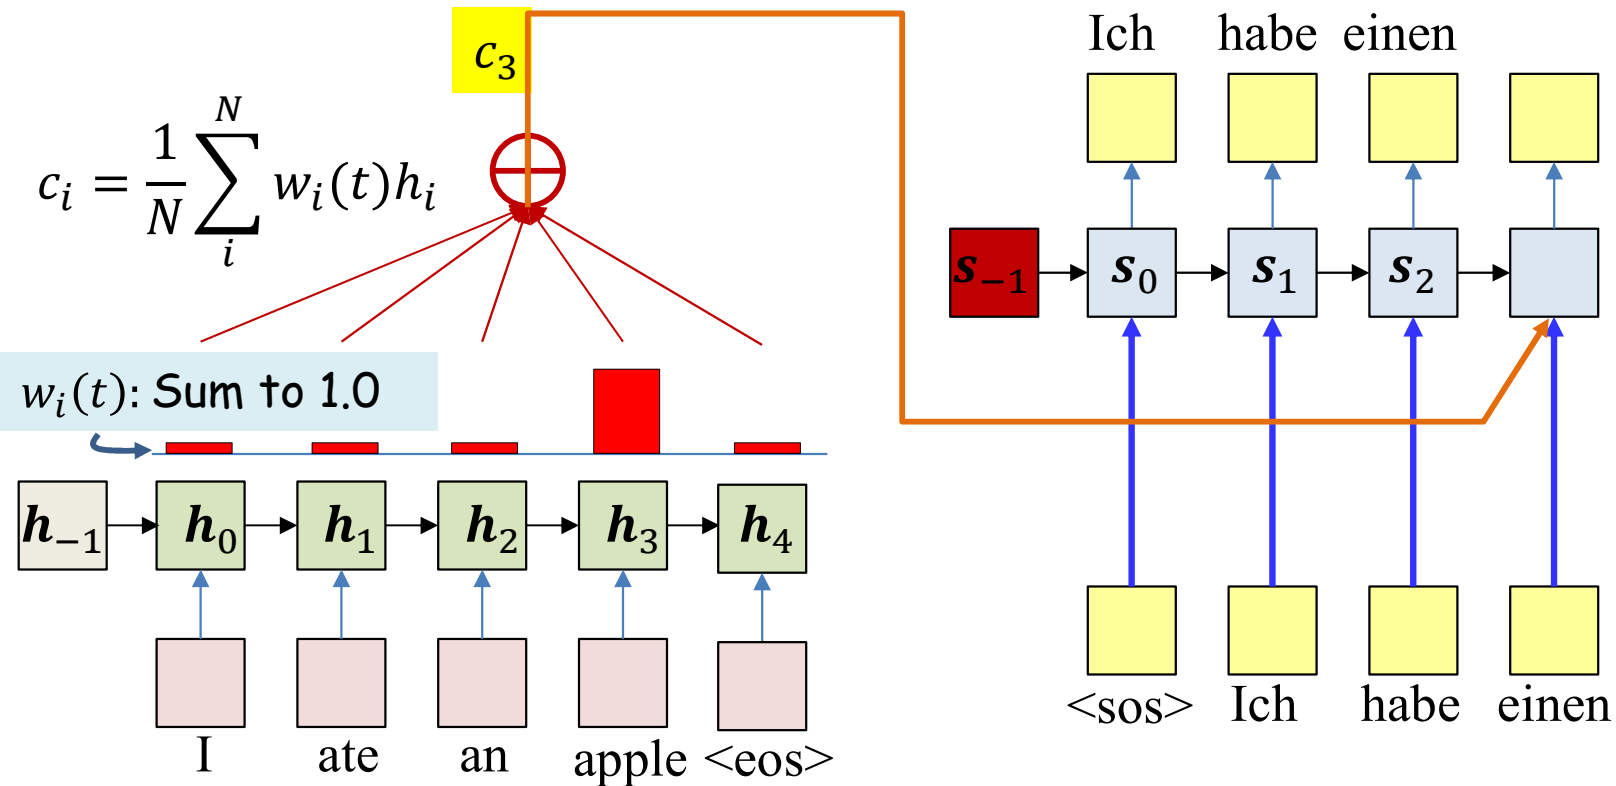 c₃
Ich habe einen
cᵢ = 1/N ∑ᵢᴺ wᵢ(t)hᵢ
s₋₁ s₀ s₁ s₂
wᵢ(t): Sum to 1.0
h₋₁ h₀ h₁ h₂ h₃ h₄
<sos> Ich habe einen
I ate an apple <eos>